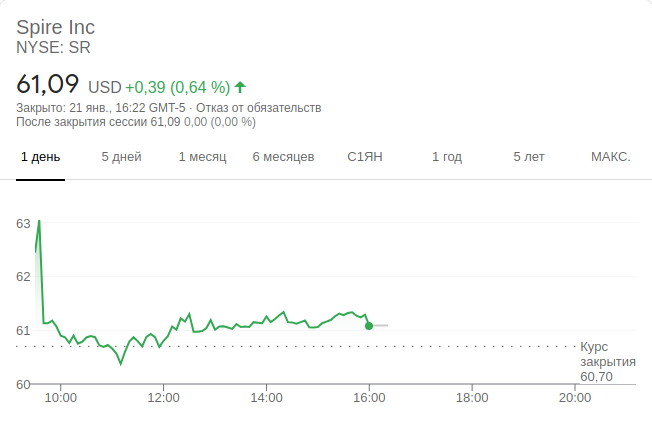 Spire Inc
NYSE: SR
61,09 USD +0,39 (0,64 %)
Закрыто: 21 янв., 16:22 GMT-5 · Отказ от обязательств
После закрытия сессии 61,09 0,00 (0,00 %)
1 день 5 дней 1 месяц 6 месяцев С1ЯН 1 год 5 лет МАКС.
63
62
61
Курс
закрытия
60,70
60
10:00 12:00 14:00 16:00 18:00 20:00